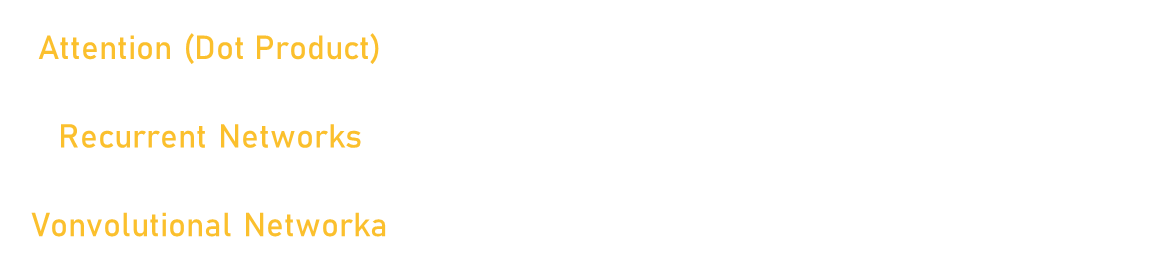 Attention (Dot Product)
Recurrent Networks
Vonvolutional Networka